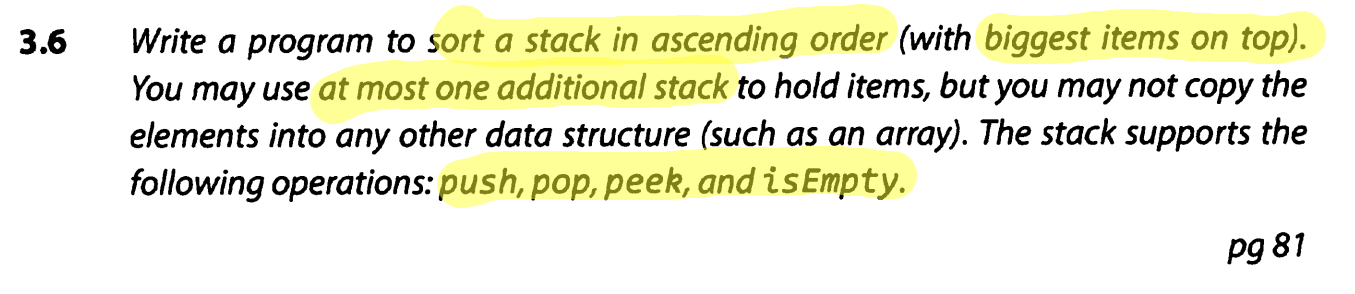 3.6 Write a program to sort a stack in ascending order (with biggest items on top).
You may use at most one additional stack to hold items, but you may not copy the
elements into any other data structure (such as an array). The stack supports the
following operations: push, pop, peek, and isEmpty.
pg 81